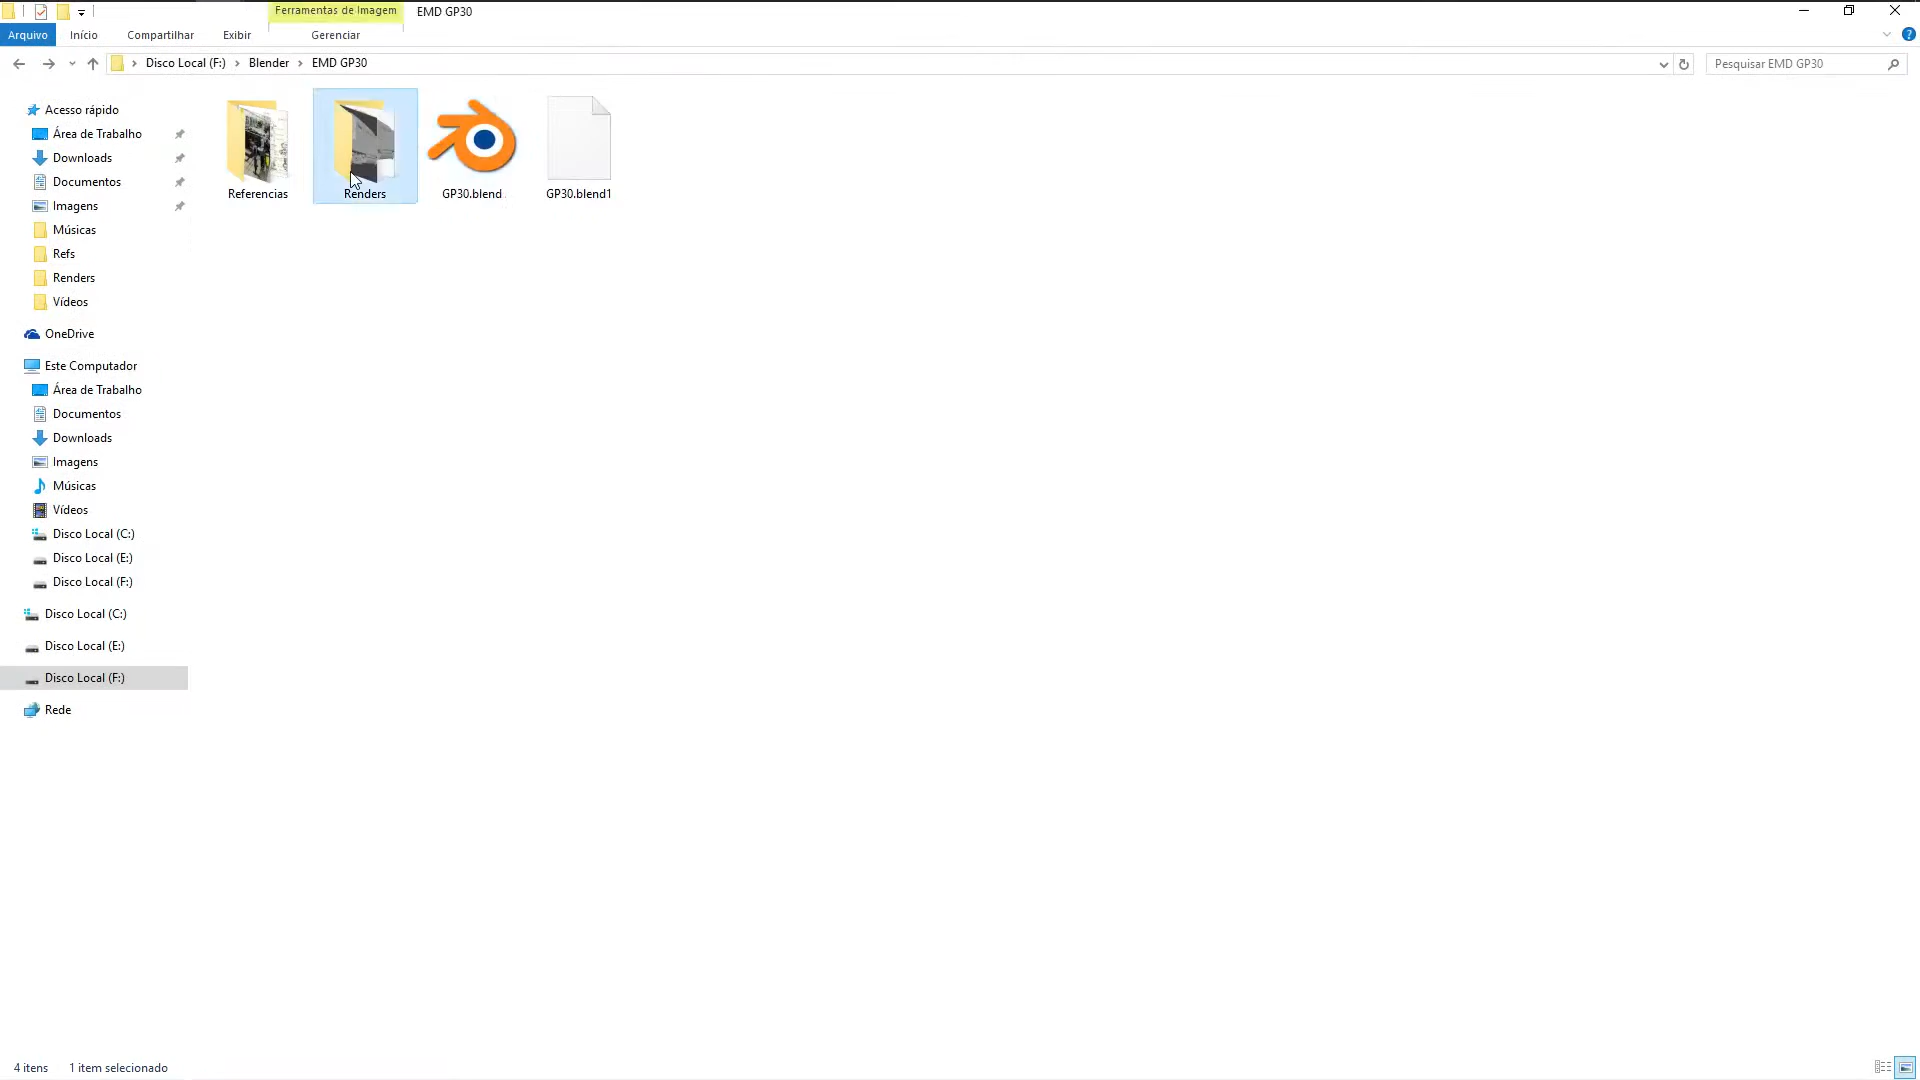 Ferramentas de Imagem
EMD GP30
Arquivo
Início
Compartilhar
Exibir
Gerenciar
Disco Local (F:) > Blender > EMD GP30
Pesquisar EMD GP30
Acesso rápido
Área de Trabalho
Downloads
Documentos
Imagens
Músicas
Refs
Renders
Vídeos
OneDrive
Este Computador
Área de Trabalho
Documentos
Downloads
Imagens
Músicas
Vídeos
Disco Local (C:)
Disco Local (E:)
Disco Local (F:)
Disco Local (C:)
Disco Local (E:)
Disco Local (F:)
Rede
Referencias
Renders
GP30.blend
GP30.blend1
4 itens
1 item selecionado